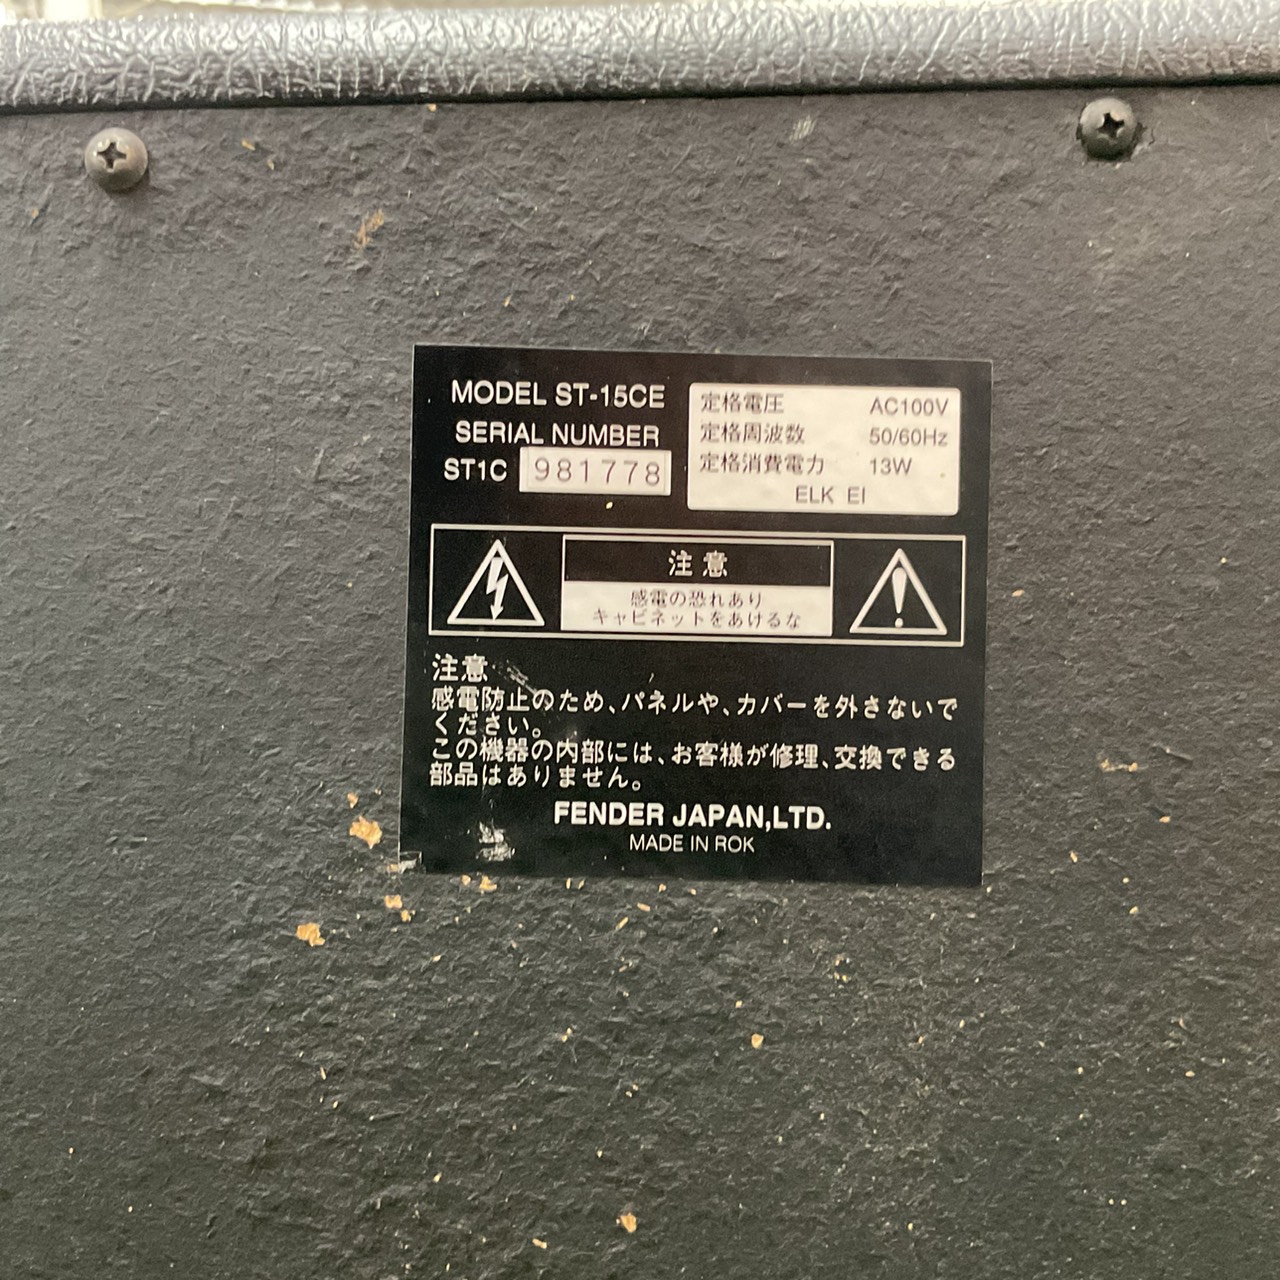 MODEL ST-15CE
SERIAL NUMBER
ST1C 981778
定格電圧 AC100V
定格周波数 50/60Hz
定格消費電力 13W
ELK EI
注意
感電の恐れあり
キャビネットをあけるな
注意
感電防止のため、パネルや、カバーを外さないで
ください。
この機器の内部には、お客様が修理、交換できる
部品はありません。
FENDER JAPAN,LTD.
MADE IN ROK